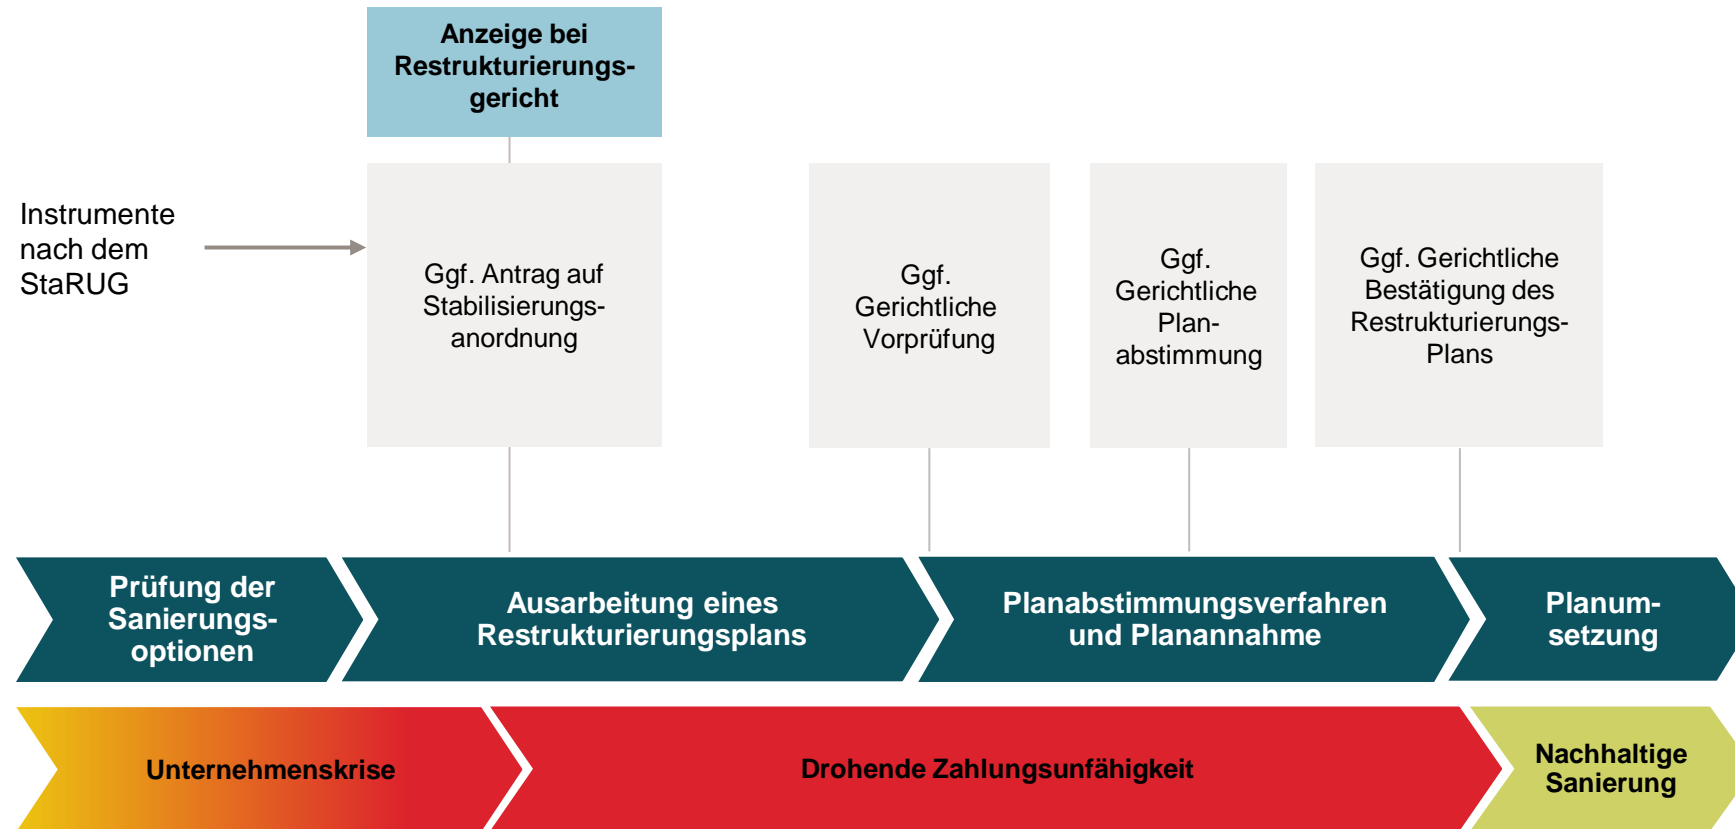 Anzeige bei
Restrukturierungs-
gericht
Instrumente
nach dem
StaRUG
Ggf. Antrag auf
Stabilisierungs-
anordnung
Ggf.
Gerichtliche
Vorprüfung
Ggf.
Gerichtliche
Plan-
abstimmung
Ggf. Gerichtliche
Bestätigung des
Restrukturierungs-
Plans
Prüfung der
Sanierungs-
optionen
Ausarbeitung eines
Restrukturierungsplans
Planabstimmungsverfahren
und Planannahme
Planum-
setzung
Unternehmenskrise
Drohende Zahlungsunfähigkeit
Nachhaltige
Sanierung